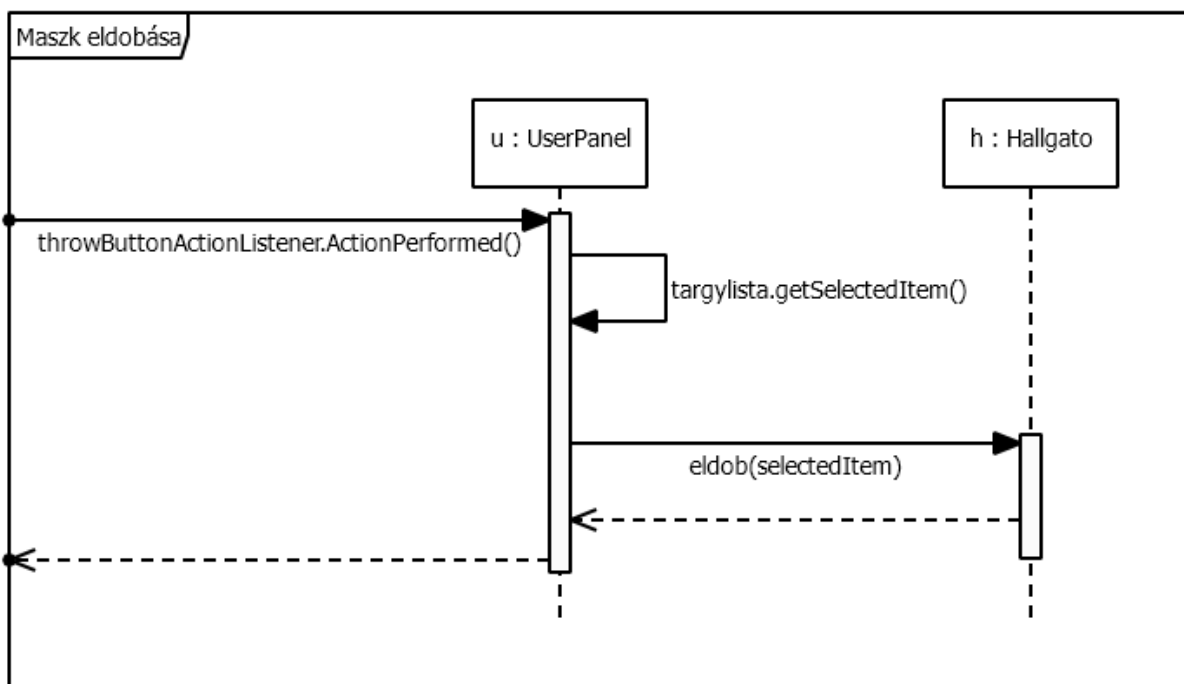 Maszk eldobása
u : UserPanel
h : Hallgato
throwButtonActionListener.ActionPerformed()
targylista.getSelectedItem()
eldob(selectedItem)